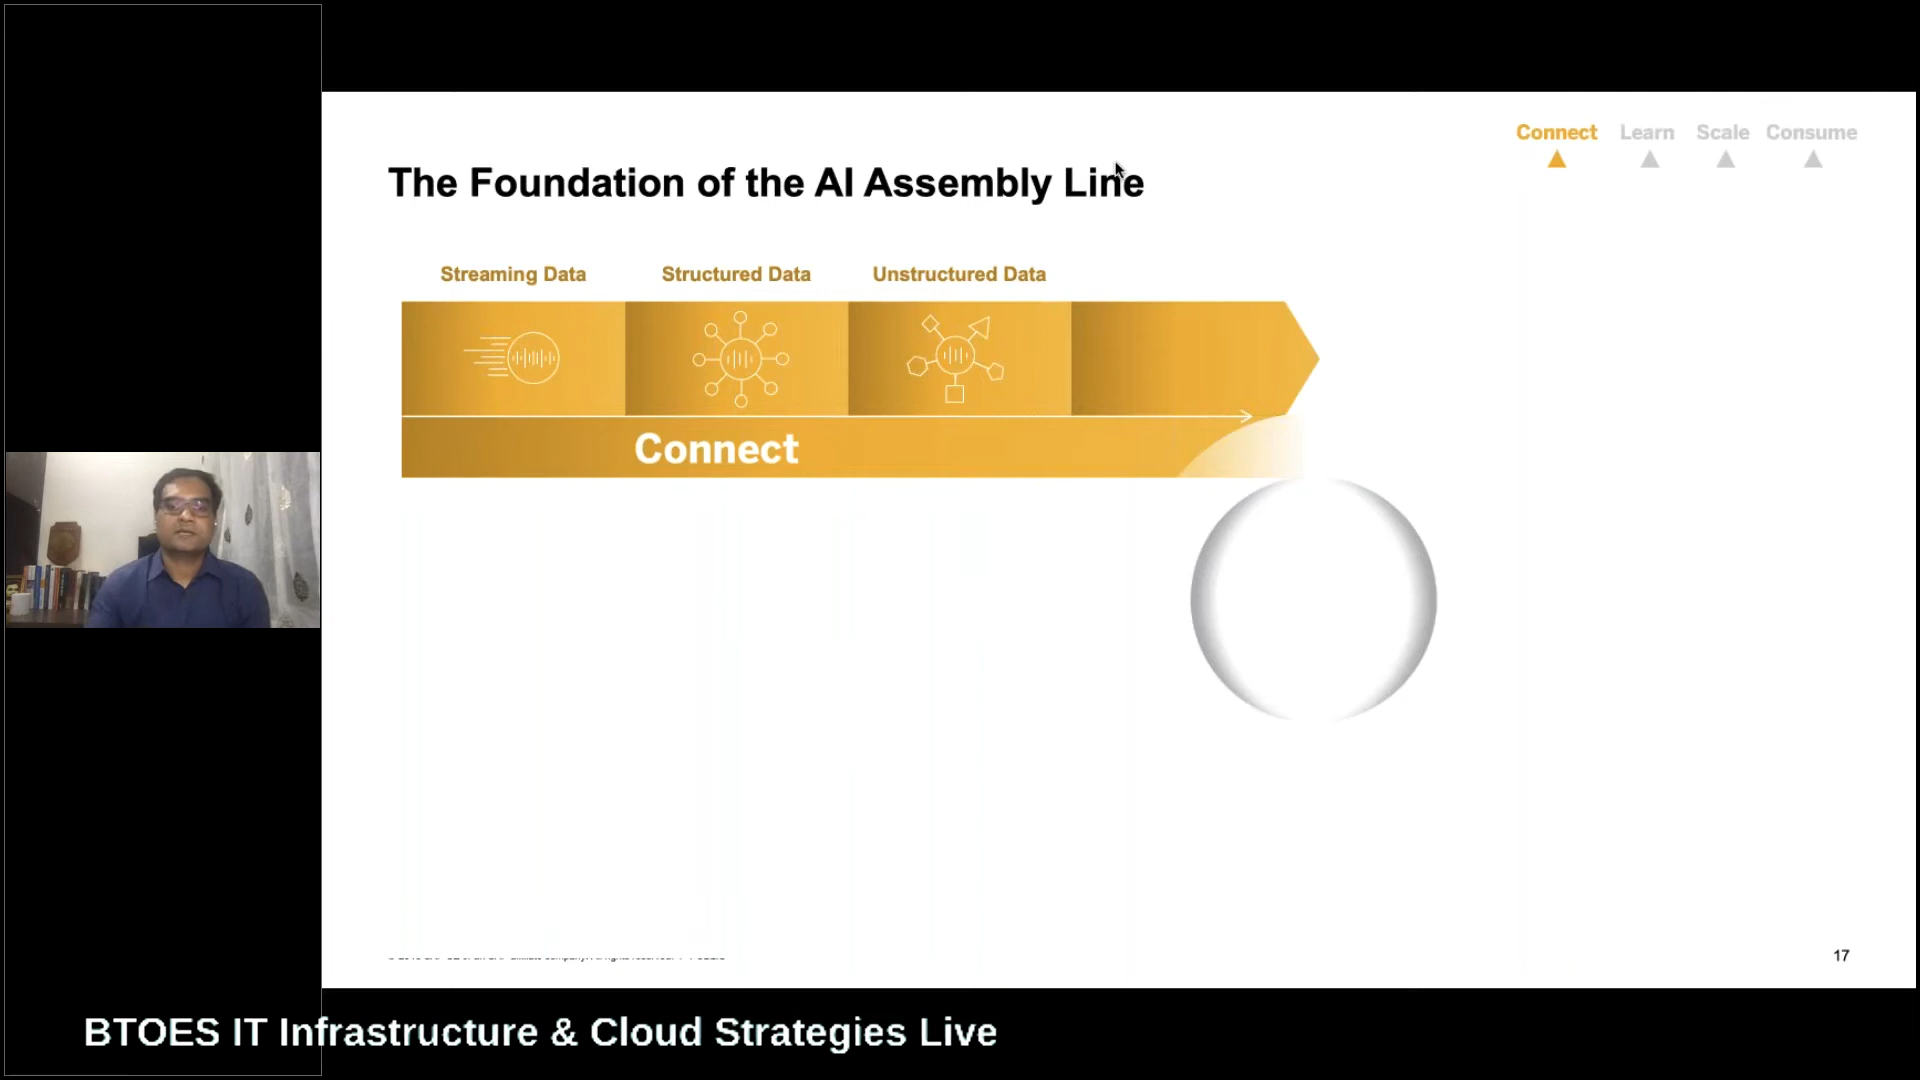 Connect Learn Scale Consume
The Foundation of the AI Assembly Line
Streaming Data Structured Data Unstructured Data
Connect
17
BTOES IT Infrastructure & Cloud Strategies Live